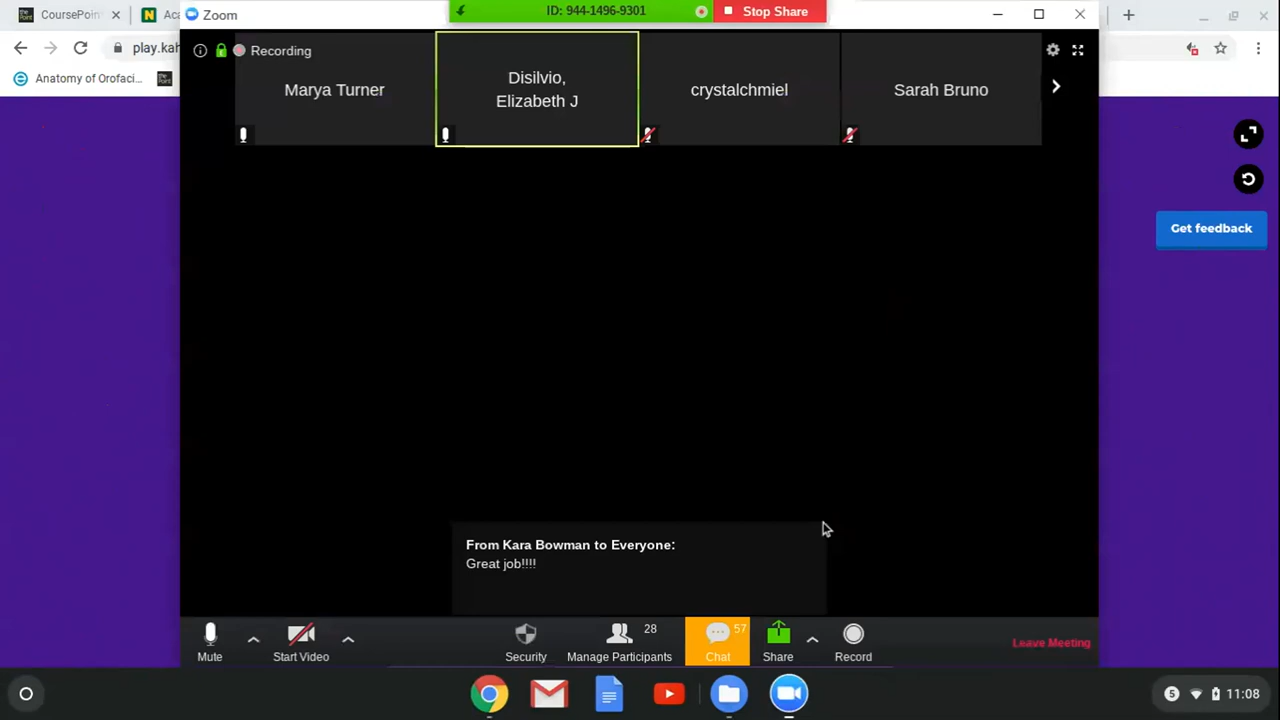 CoursePoin
Aca
Zoom
ID: 944-1496-9301
Stop Share
play.kah
Anatomy of Orofaci...
Recording
Marya Turner
Disilvio,
Elizabeth J
crystalchmiel
Sarah Bruno
Get feedback
From Kara Bowman to Everyone:
Great job!!!!
Mute
Start Video
Security
28
Manage Participants
57
Chat
Share
Record
Leave Meeting
5
11:08